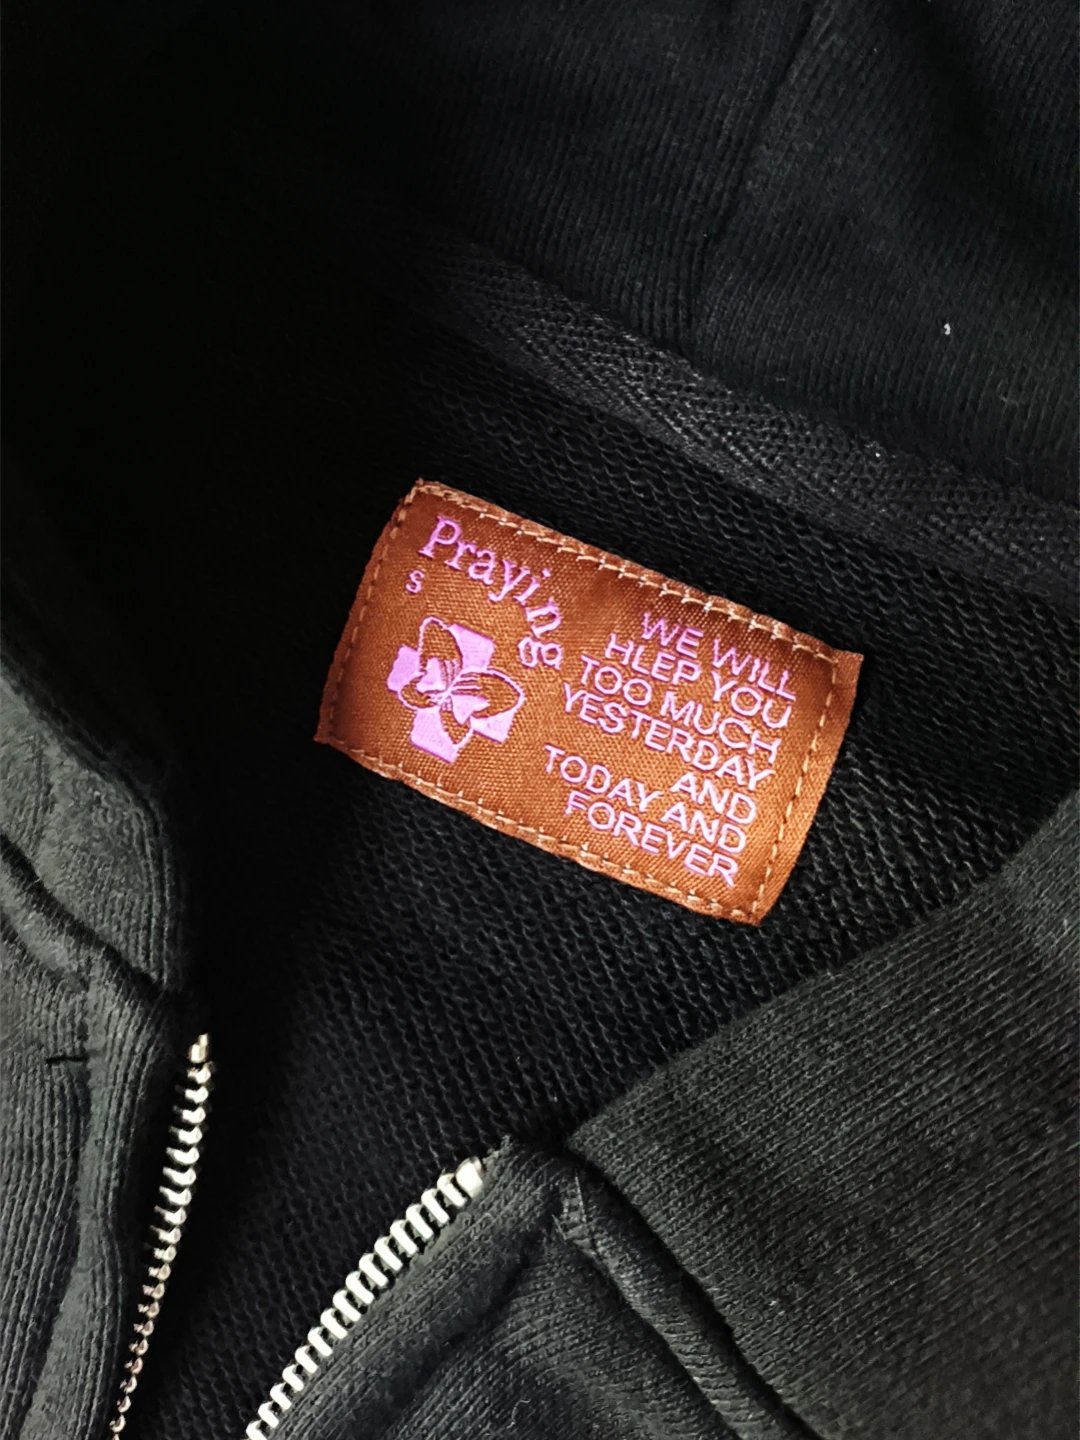 Praying
S
WE WILL
HLEP YOU
TOO MUCH
YESTERDAY
AND
TODAY AND
FOREVER